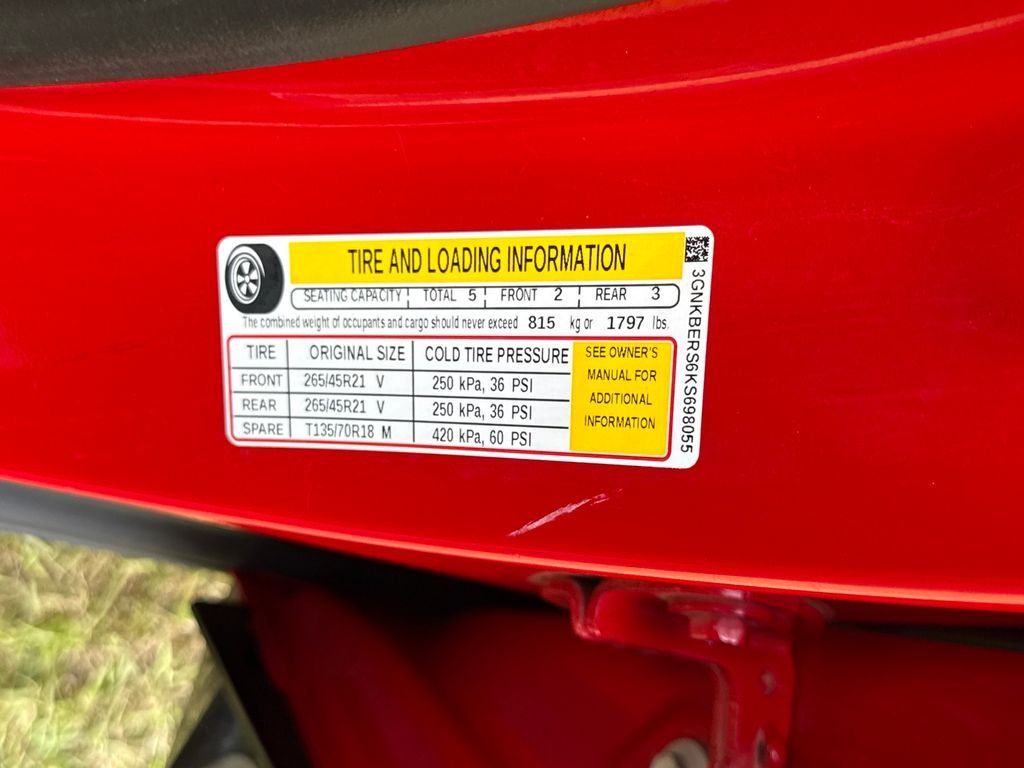 TIRE AND LOADING INFORMATION
SEATING CAPACITY TOTAL 5 FRONT 2 REAR 3
The combined weight of occupants and cargo should never exceed 815 kg or 1797 lbs.
TIRE ORIGINAL SIZE COLD TIRE PRESSURE
FRONT 265/45R21 V 250 kPa, 36 PSI
REAR 265/45R21 V 250 kPa, 36 PSI
SPARE T135/70R18 M 420 kPa, 60 PSI
SEE OWNER'S
MANUAL FOR
ADDITIONAL
INFORMATION
3GNKBERS6KS698055